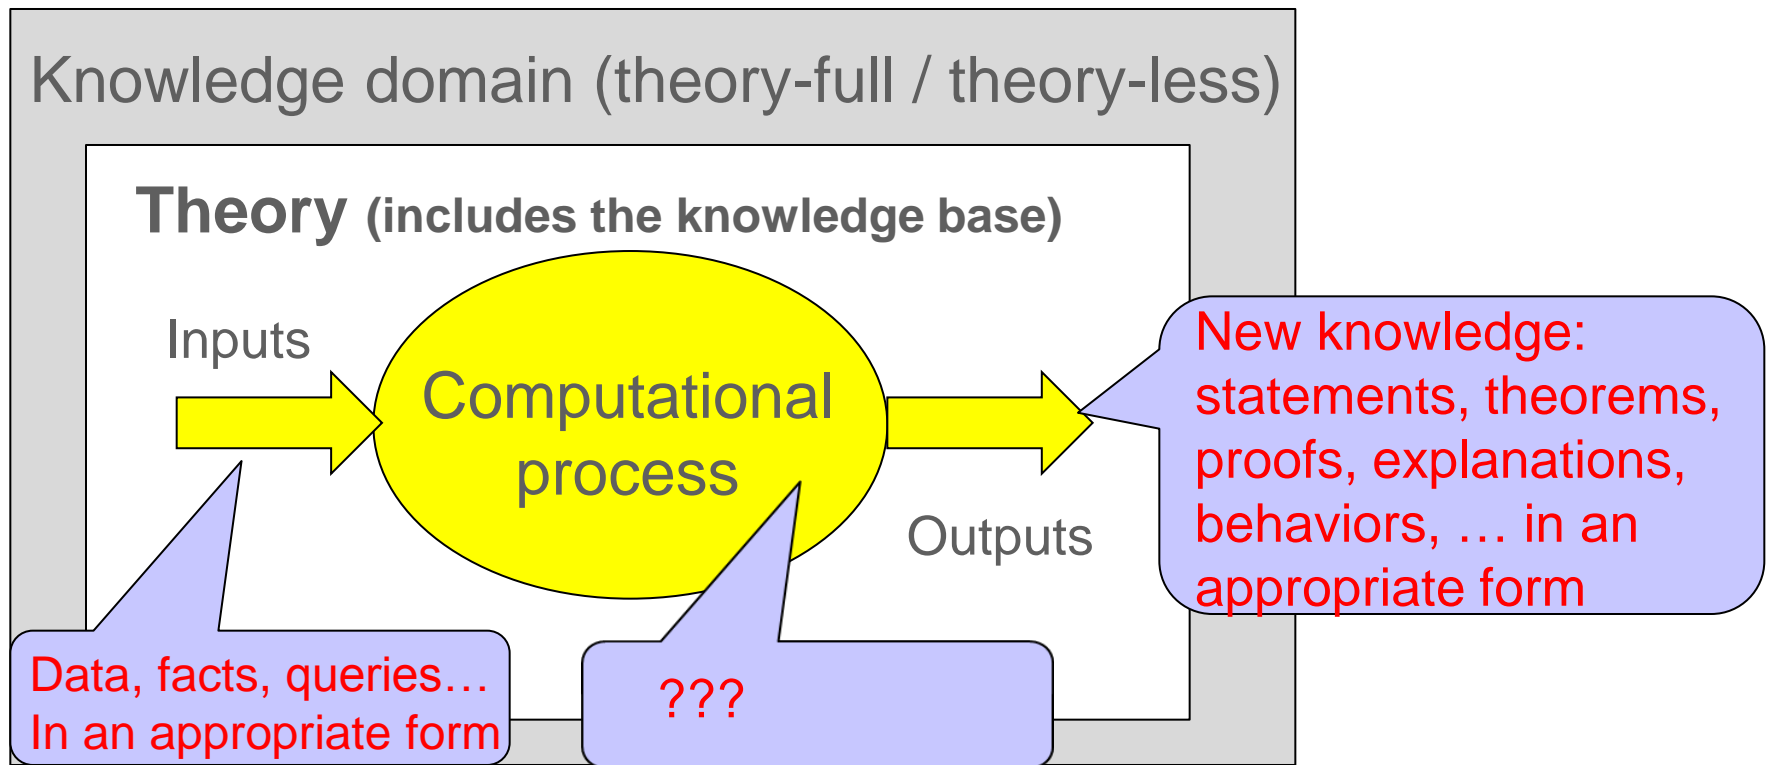 Knowledge domain (theory-full / theory-less)
Theory (includes the knowledge base)
Inputs
Computational
process
Outputs
New knowledge:
statements, theorems,
proofs, explanations,
behaviors, … in an
appropriate form
Data, facts, queries…
In an appropriate form
???